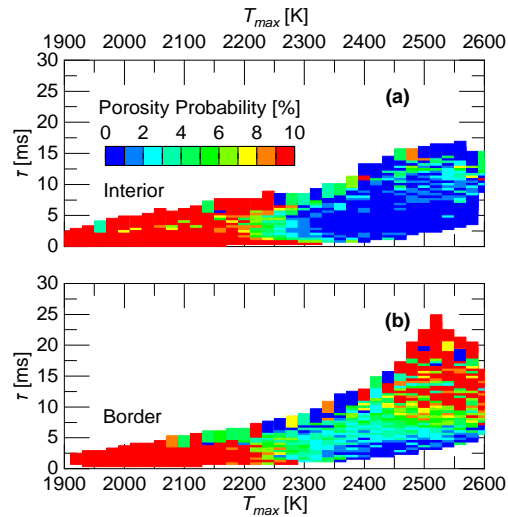 T_max [K]
1900 2000 2100 2200 2300 2400 2500 2600
30
(a)
25
Porosity Probability [%]
20
0 2 4 6 8 10
τ [ms]
15
10
Interior
5
0
30
(b)
25
20
τ [ms]
15
10
Border
5
0
1900 2000 2100 2200 2300 2400 2500 2600
T_max [K]